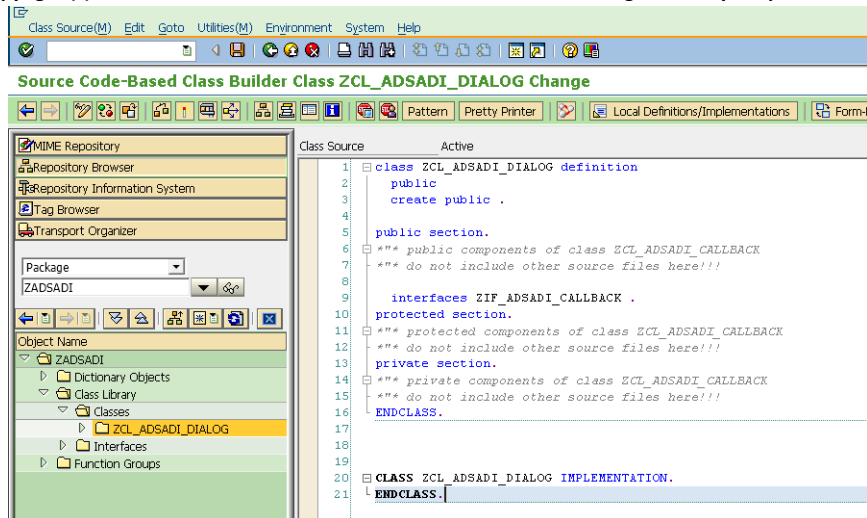 Class Source(M) Edit Goto Utilities(M) Environment System Help
Source Code-Based Class Builder Class ZCL_ADSADI_DIALOG Change
Pattern Pretty Printer Local Definitions/Implementations Form-
MIME Repository
Repository Browser
Repository Information System
Tag Browser
Transport Organizer
Package
ZADSADI
Object Name
ZADSADI
Dictionary Objects
Class Library
Classes
ZCL_ADSADI_DIALOG
Interfaces
Function Groups
Class Source Active
1 class ZCL_ADSADI_DIALOG definition
2 public
3 create public .
4
5 public section.
6 *"* public components of class ZCL_ADSADI_CALLBACK
7 *"* do not include other source files here!!!
8
9 interfaces ZIF_ADSADI_CALLBACK .
10 protected section.
11 *"* protected components of class ZCL_ADSADI_CALLBACK
12 *"* do not include other source files here!!!
13 private section.
14 *"* private components of class ZCL_ADSADI_CALLBACK
15 *"* do not include other source files here!!!
16 ENDCLASS.
17
18
19
20 CLASS ZCL_ADSADI_DIALOG IMPLEMENTATION.
21 ENDCLASS.